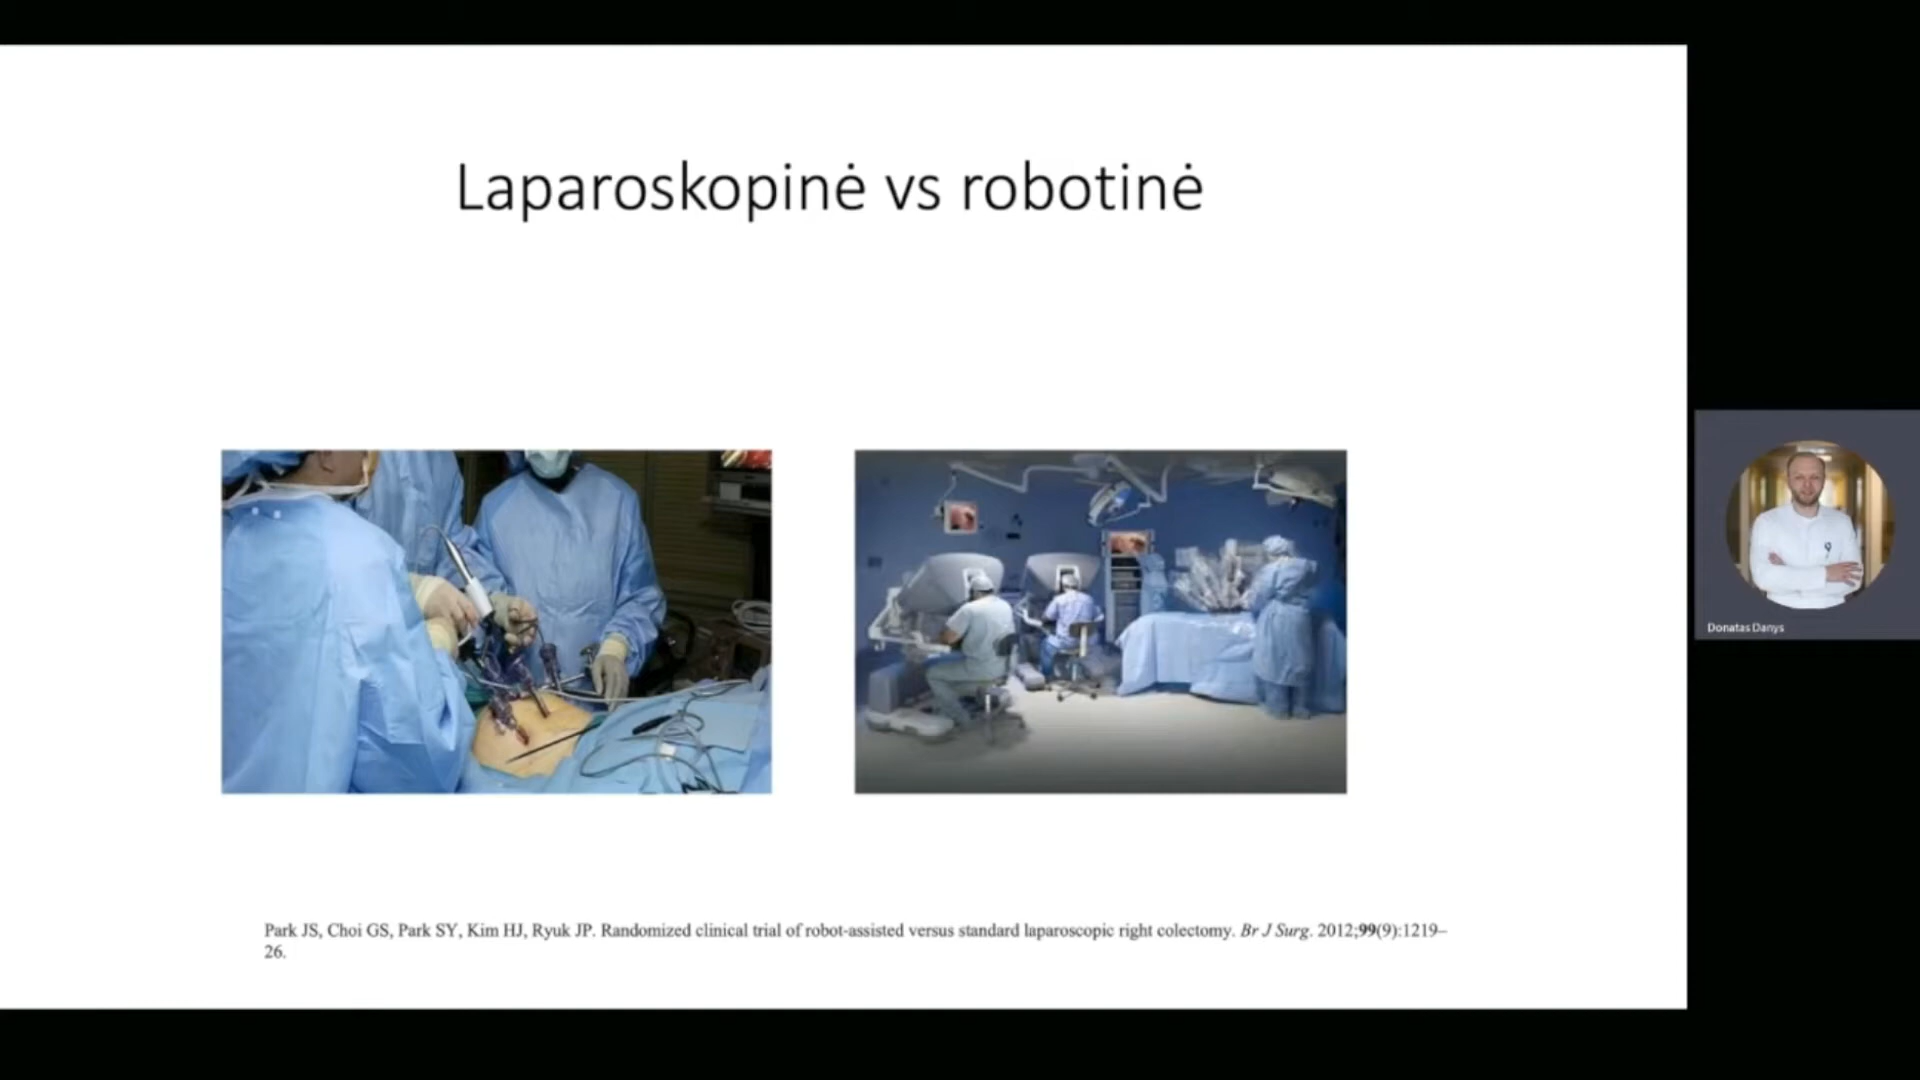 Laparoskopinė vs robotinė
Donatas Danys
Park JS, Choi GS, Park SY, Kim HJ, Ryuk JP. Randomized clinical trial of robot-assisted versus standard laparoscopic right colectomy. Br J Surg. 2012;99(9):1219–
26.